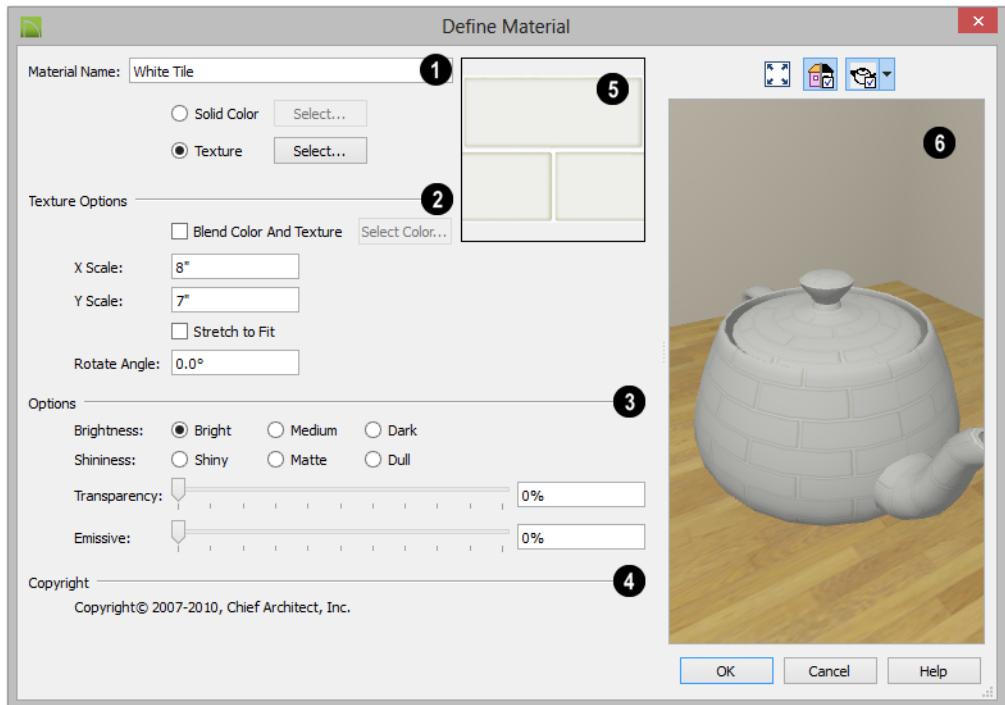 Define Material
Material Name: White Tile 1
Solid Color Select...
Texture Select...
5
6
Texture Options 2
Blend Color And Texture Select Color...
X Scale: 8"
Y Scale: 7"
Stretch to Fit
Rotate Angle: 0.0°
Options 3
Brightness: Bright Medium Dark
Shininess: Shiny Matte Dull
Transparency: 0%
Emissive: 0%
Copyright 4
Copyright© 2007-2010, Chief Architect, Inc.
OK Cancel Help